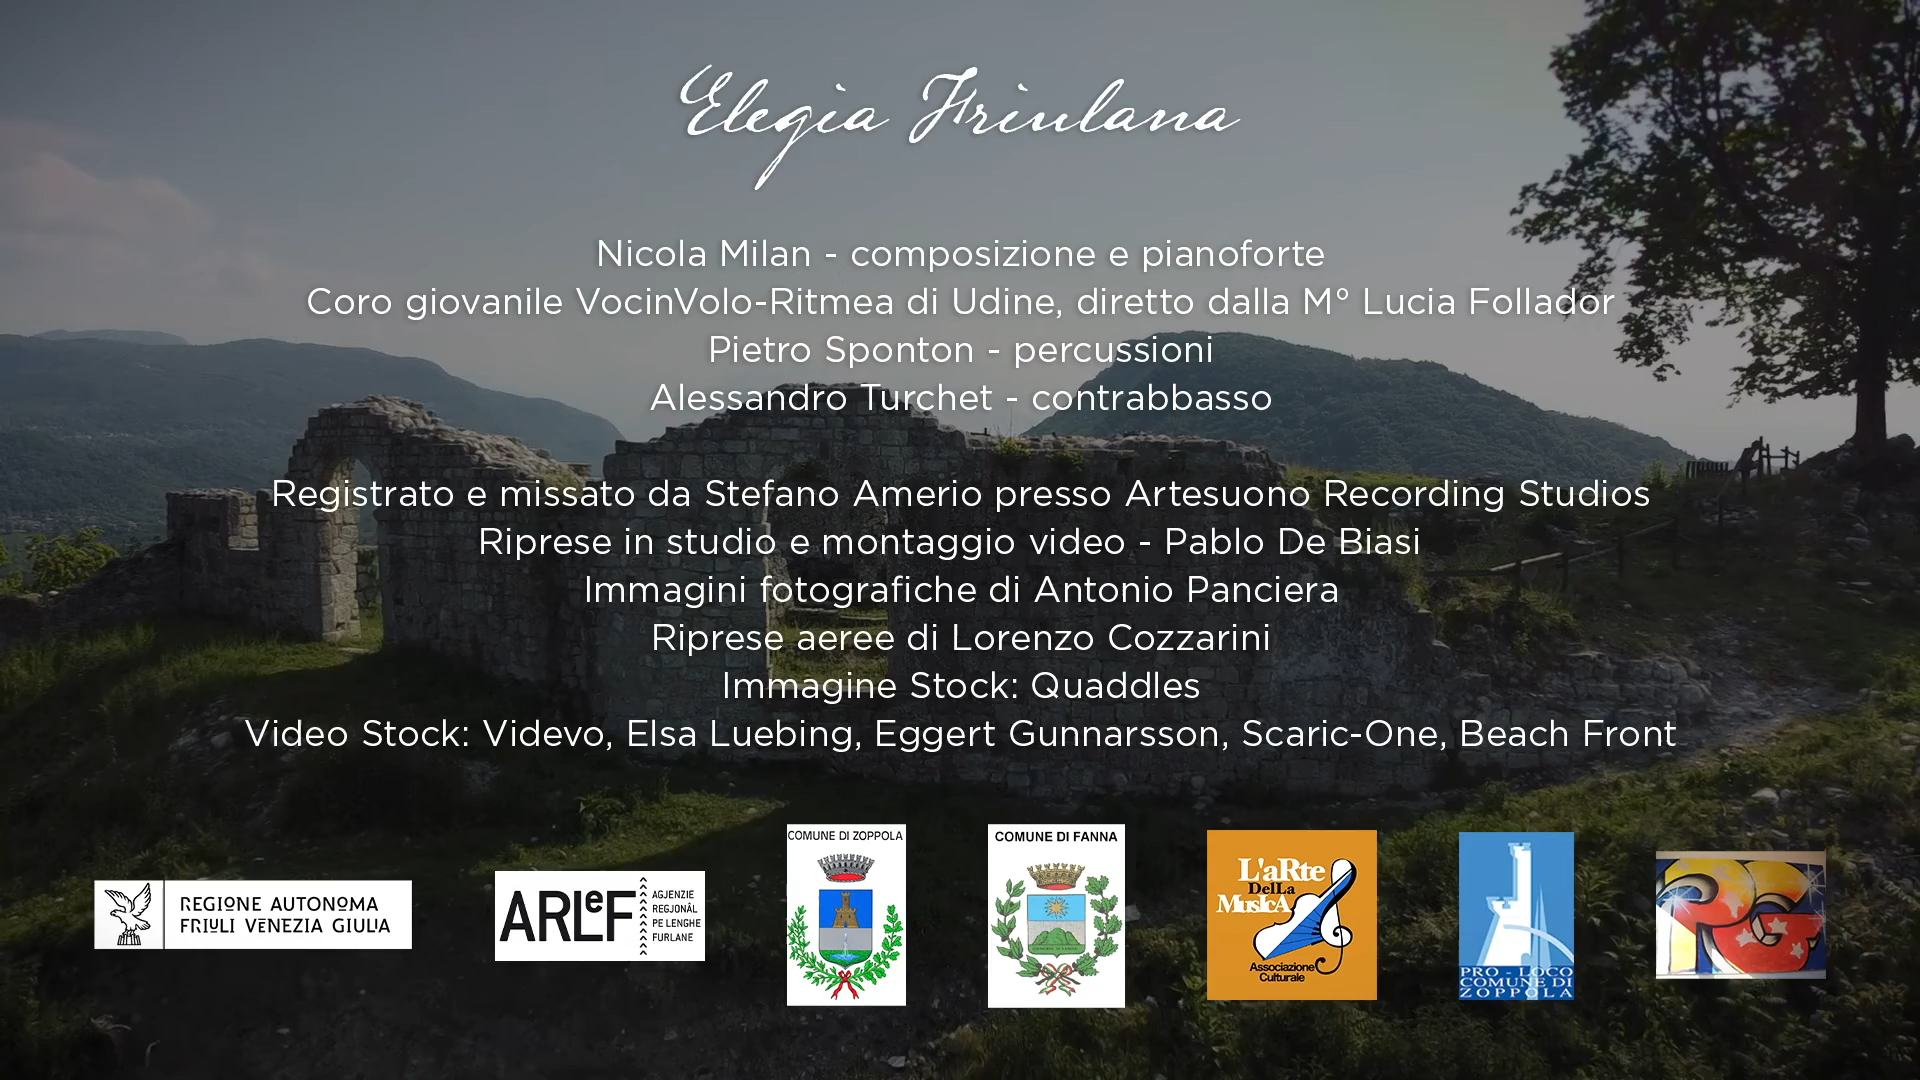 Elegia Friulana
Nicola Milan - composizione e pianoforte
Coro giovanile VocinVolo-Ritmea di Udine, diretto dalla M° Lucia Follador
Pietro Sponton - percussioni
Alessandro Turchet - contrabbasso
Registrato e missato da Stefano Amerio presso Artesuono Recording Studios
Riprese in studio e montaggio video - Pablo De Biasi
Immagini fotografiche di Antonio Panciera
Riprese aeree di Lorenzo Cozzarini
Immagine Stock: Quaddles
Video Stock: Videvo, Elsa Luebing, Eggert Gunnarsson, Scaric-One, Beach Front
REGIONE AUTONOMA
FRIULI VENEZIA GIULIA
ARLeF
AGJENZIE
REGJONÂL
PE LENGHE
FURLANE
COMUNE DI ZOPPOLA
COMUNE DI FANNA
L'aRte
DelLa
MusIcA
Associazione
Culturale
PRO - LOCO
COMUNE DI
ZOPPOLA
RG